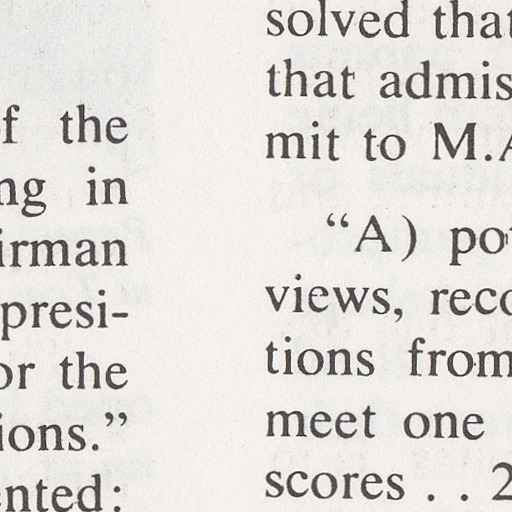 f the
ng in
irman
presi-
or the
ions.”
ented:
solved that
that admis
mit to M.A
“A) pot
views, reco
tions from
meet one
scores . . 2